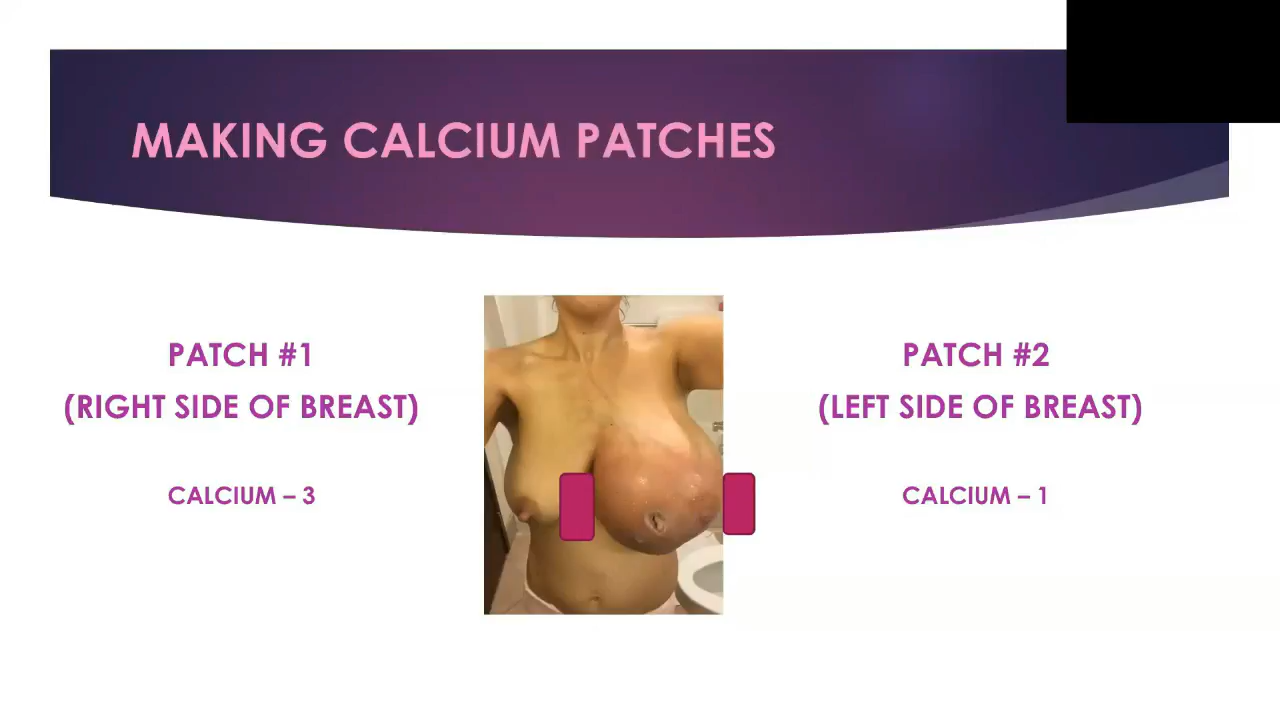 MAKING CALCIUM PATCHES
PATCH #1
(RIGHT SIDE OF BREAST)
CALCIUM – 3
PATCH #2
(LEFT SIDE OF BREAST)
CALCIUM – 1